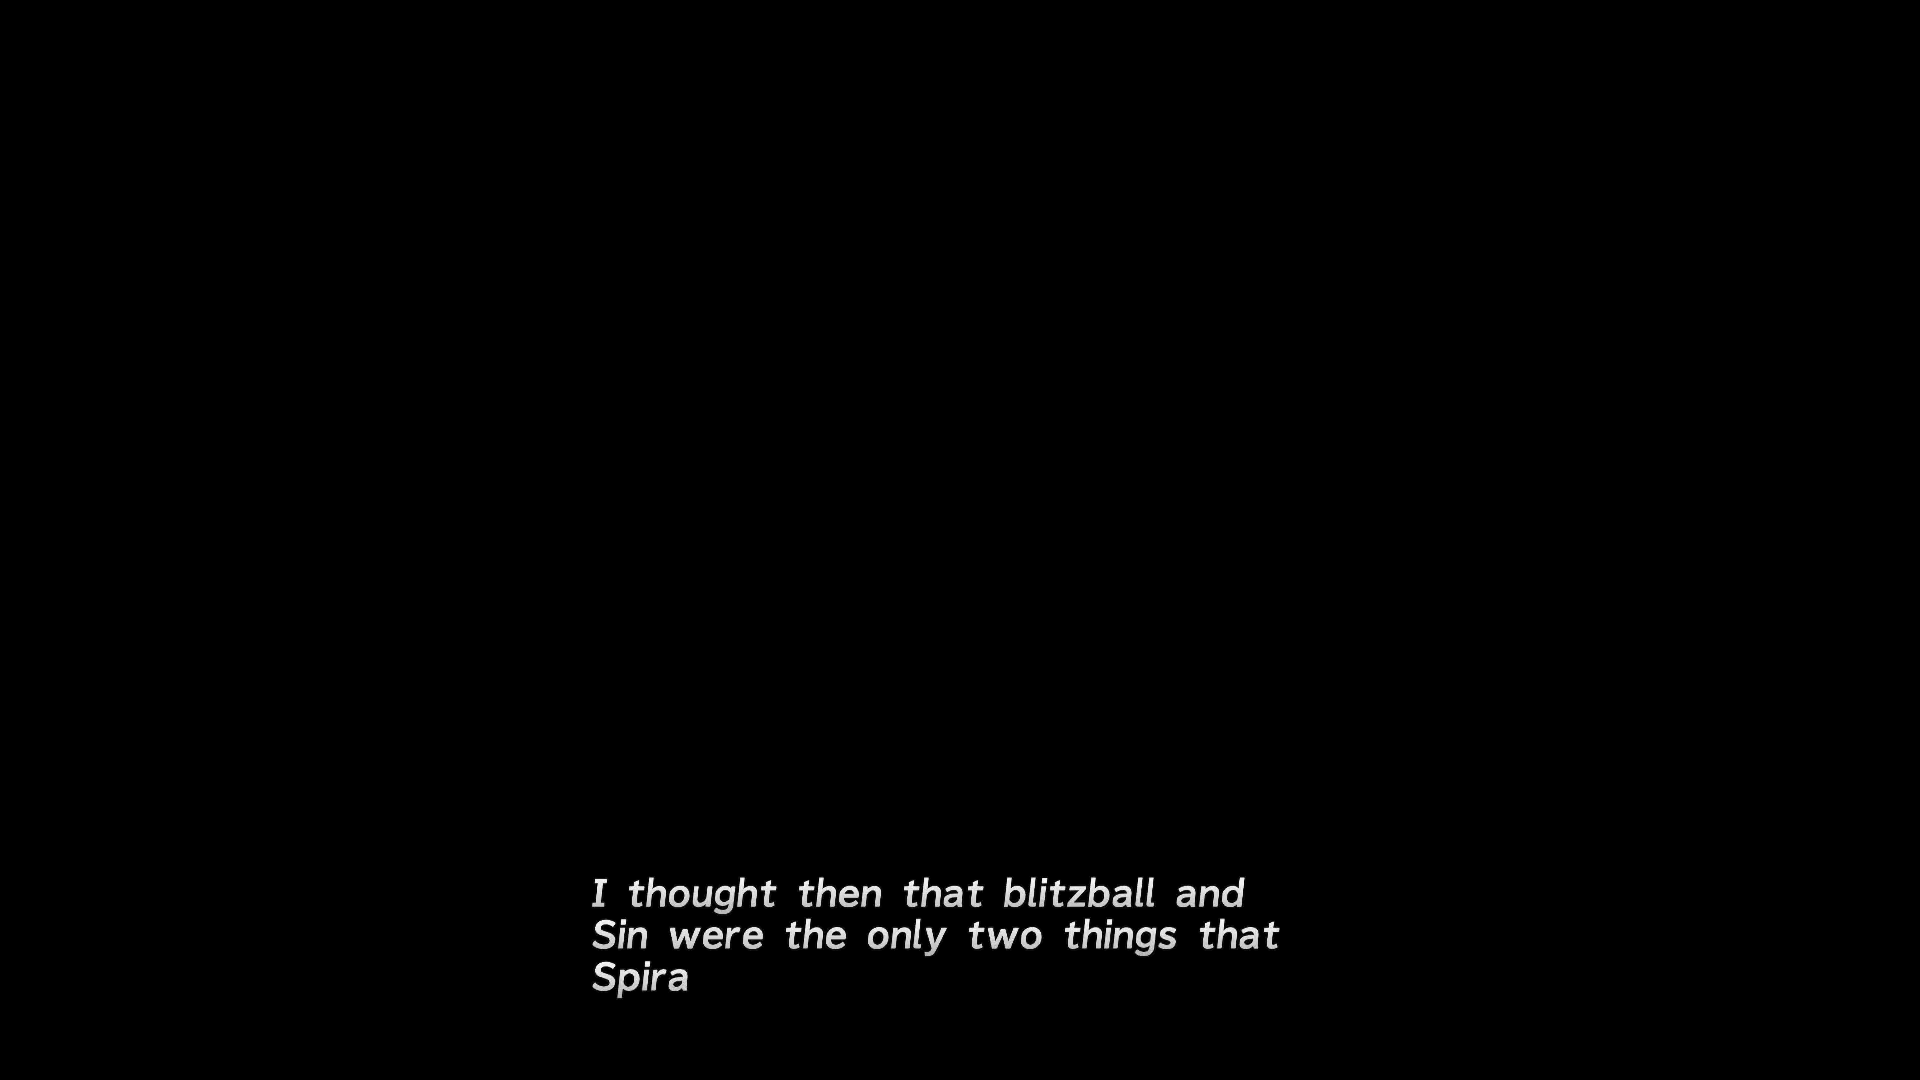 I thought then that blitzball and
Sin were the only two things that
Spira